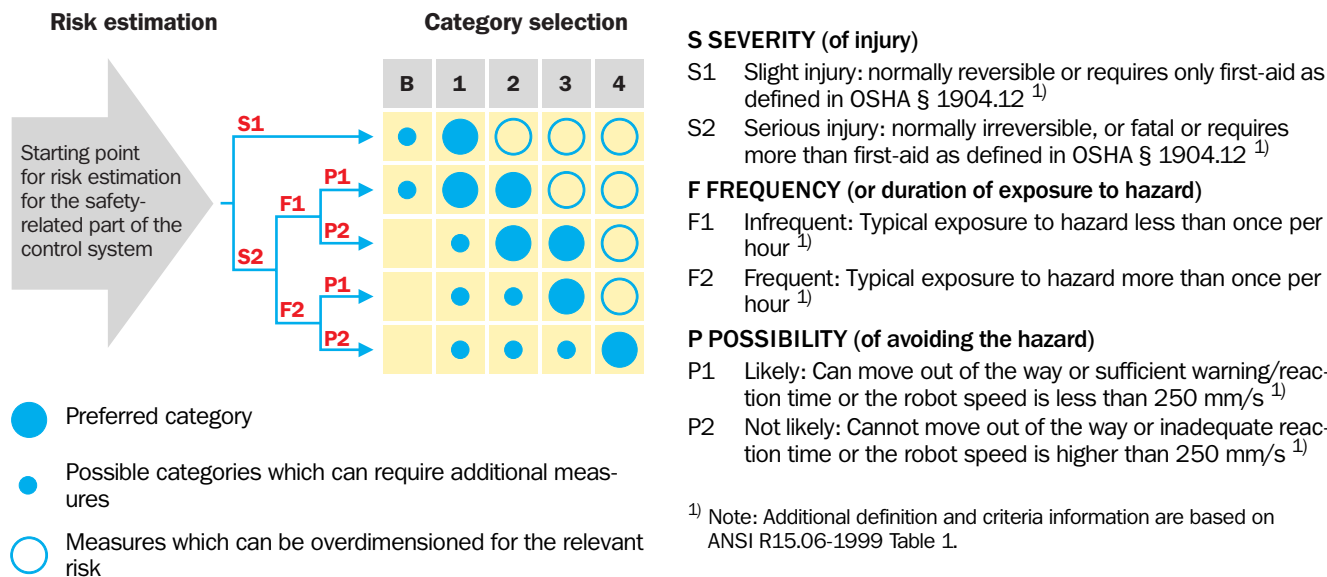 Risk estimation
Category selection
B 1 2 3 4
Starting point
for risk estimation
for the safety-
related part of the
control system
S1
S2
F1
F2
P1
P2
P1
P2
Preferred category
Possible categories which can require additional meas-
ures
Measures which can be overdimensioned for the relevant
risk
S SEVERITY (of injury)
S1 Slight injury: normally reversible or requires only first-aid as
defined in OSHA § 1904.12 1)
S2 Serious injury: normally irreversible, or fatal or requires
more than first-aid as defined in OSHA § 1904.12 1)
F FREQUENCY (or duration of exposure to hazard)
F1 Infrequent: Typical exposure to hazard less than once per
hour 1)
F2 Frequent: Typical exposure to hazard more than once per
hour 1)
P POSSIBILITY (of avoiding the hazard)
P1 Likely: Can move out of the way or sufficient warning/reac-
tion time or the robot speed is less than 250 mm/s 1)
P2 Not likely: Cannot move out of the way or inadequate reac-
tion time or the robot speed is higher than 250 mm/s 1)
1) Note: Additional definition and criteria information are based on
ANSI R15.06-1999 Table 1.